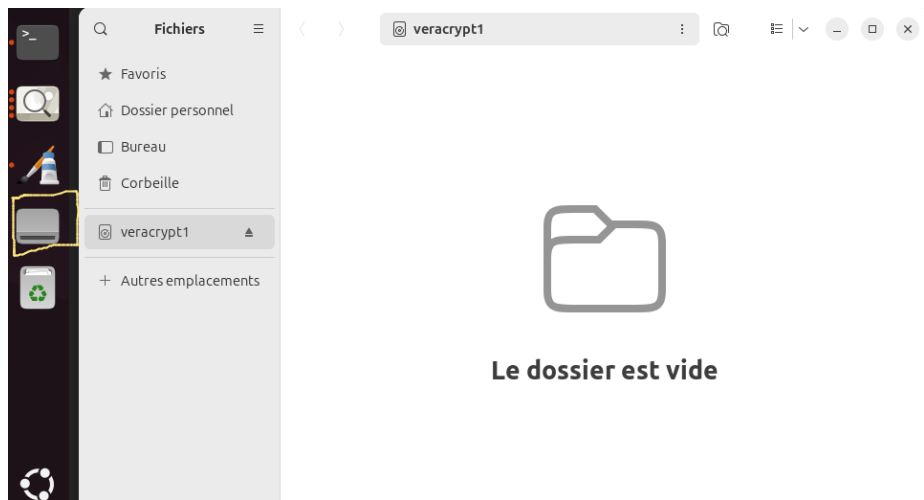 >_
Fichiers
veracrypt1
Favoris
Dossier personnel
Bureau
Corbeille
veracrypt1
+ Autres emplacements
Le dossier est vide